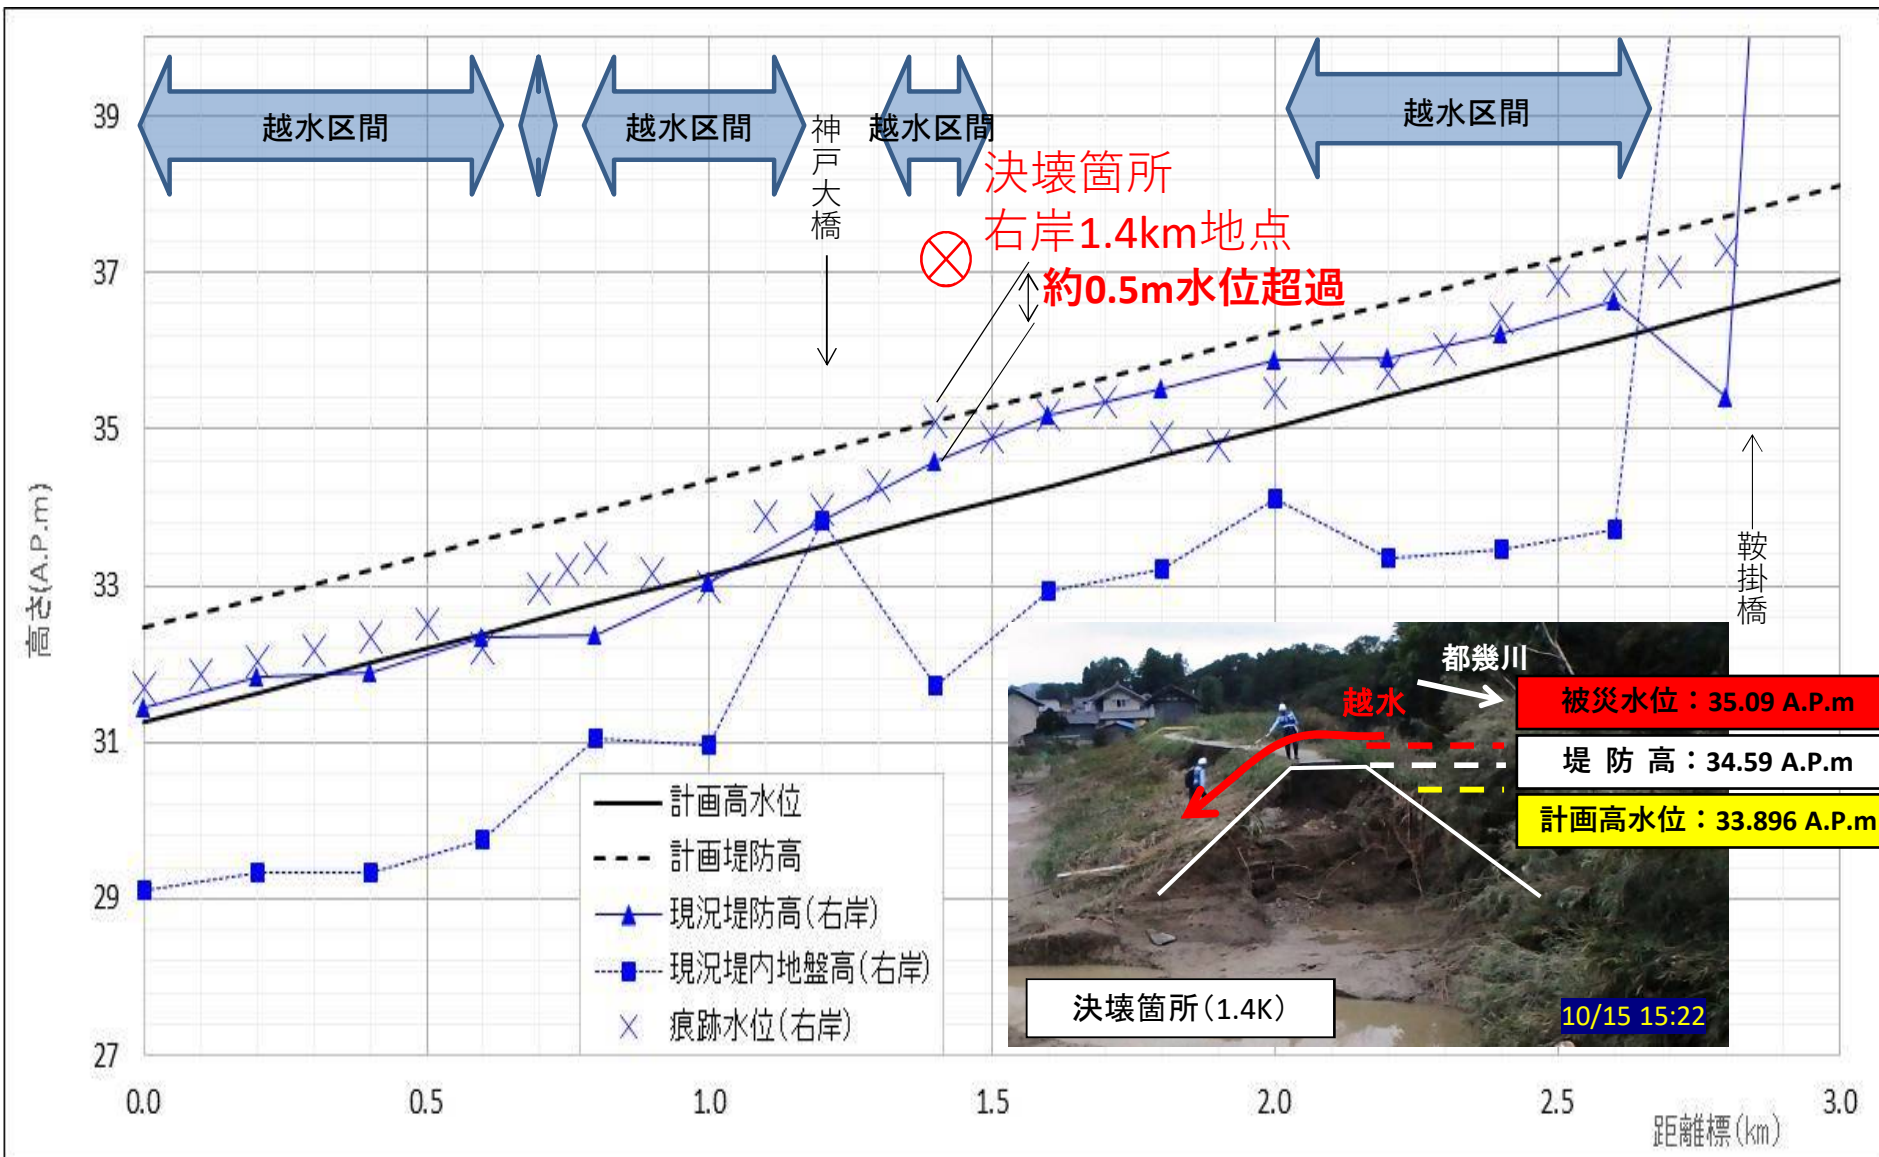 越水区間
越水区間
越水区間
越水区間
神戸大橋
決壊箇所
右岸1.4km地点
約0.5m水位超過
39
37
35
33
31
29
27
高さ(A.P.m)
鞍掛橋
計画高水位
計画堤防高
現況堤防高(右岸)
現況堤内地盤高(右岸)
痕跡水位(右岸)
都幾川
越水
被災水位：35.09 A.P.m
堤 防 高：34.59 A.P.m
計画高水位：33.896 A.P.m
決壊箇所(1.4K)
10/15 15:22
0.0 0.5 1.0 1.5 2.0 2.5 3.0
距離標(km)